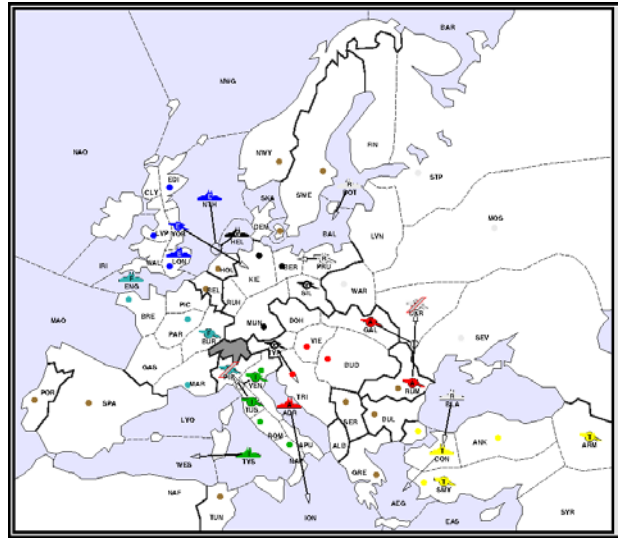 BAR
NWG
NAO
FIN
NWY
STP
SWE
EDI
CLY
NTH
BOT
SKA
MOS
YOR
HEL
DEN
BAL
LVN
LVP
IRI
WAL
LON
HOL
KIE
BER
PRU
ENG
BEL
RUH
SIL
WAR
PIC
BOH
BRE
MUN
GAL
SEV
MAO
PAR
BUR
VIE
TYR
BUD
GAS
RUM
VEN
TRI
BLA
MAR
TUS
ADR
SER
BUL
POR
SPA
LYO
ROM
APU
ALB
ANK
ARM
CON
NAP
WES
TYS
GRE
SMY
NAF
AEG
TUN
ION
EAS
SYR